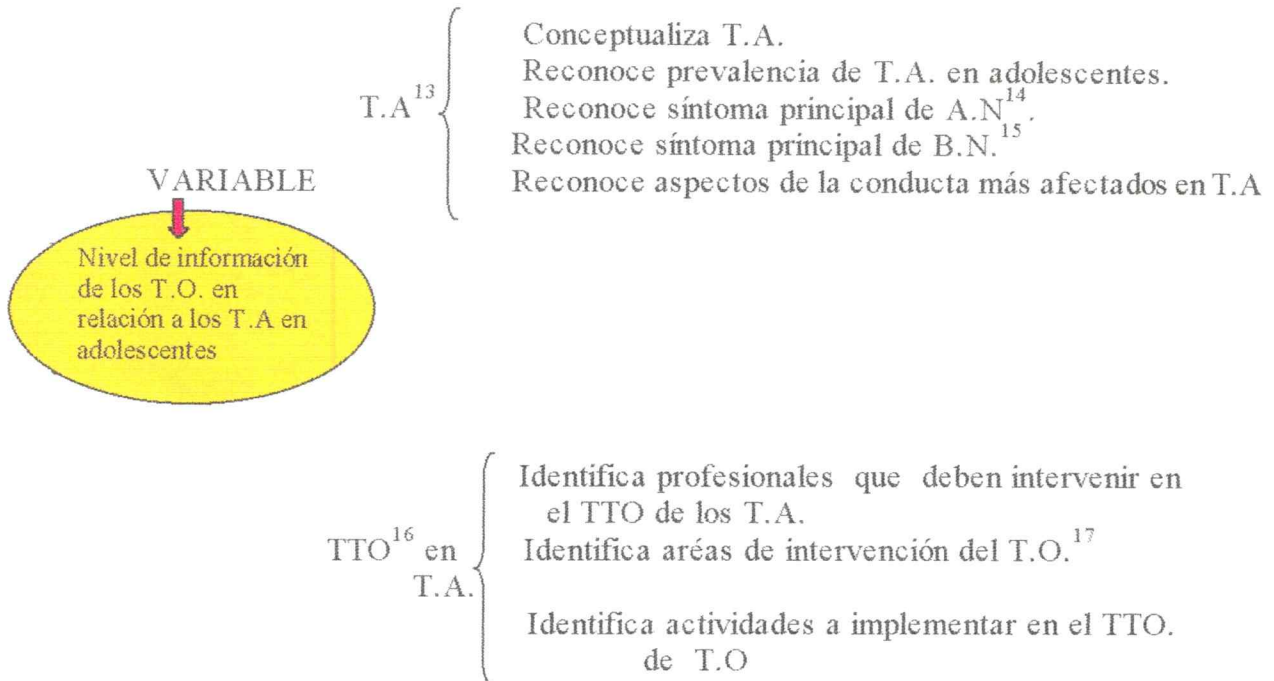 T.A13
Conceptualiza T.A.
Reconoce prevalencia de T.A. en adolescentes.
Reconoce síntoma principal de A.N14.
Reconoce síntoma principal de B.N.15
Reconoce aspectos de la conducta más afectados en T.A
VARIABLE
Nivel de información
de los T.O. en
relación a los T.A en
adolescentes
TTO16 en
T.A.
Identifica profesionales que deben intervenir en
el TTO de los T.A.
Identifica aréas de intervención del T.O.17
Identifica actividades a implementar en el TTO.
de T.O